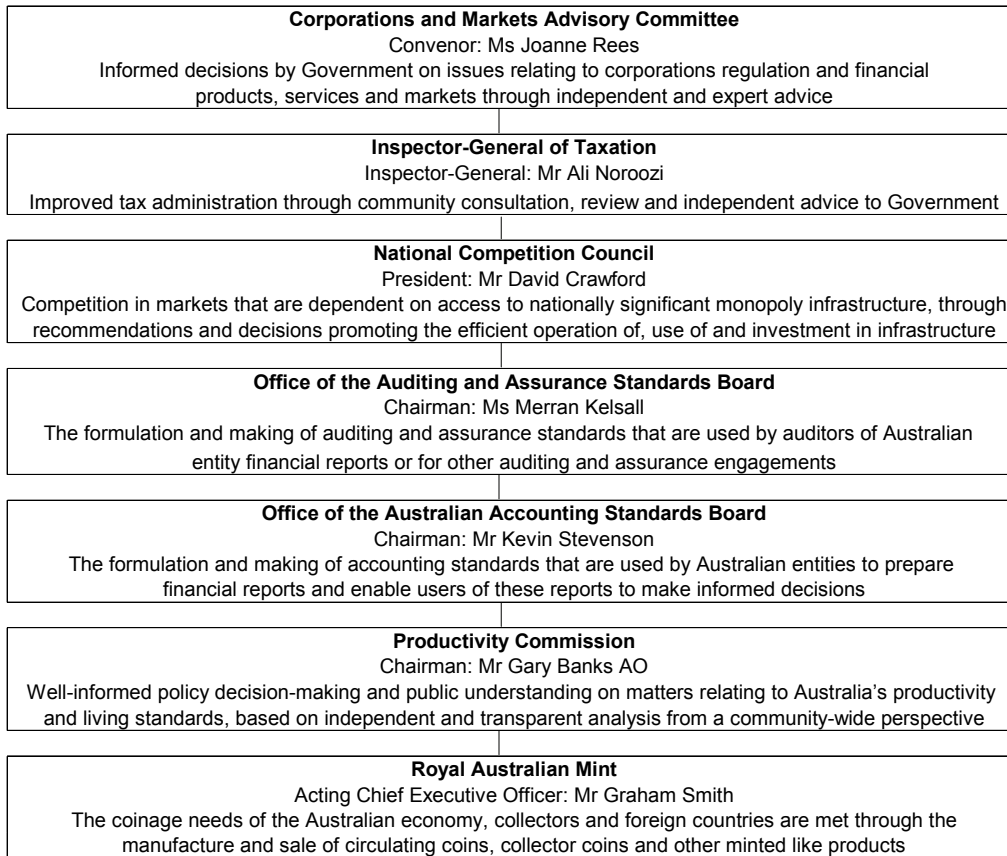 Corporations and Markets Advisory Committee
Convenor: Ms Joanne Rees
Informed decisions by Government on issues relating to corporations regulation and financial
products, services and markets through independent and expert advice
Inspector-General of Taxation
Inspector-General: Mr Ali Noroozi
Improved tax administration through community consultation, review and independent advice to Government
National Competition Council
President: Mr David Crawford
Competition in markets that are dependent on access to nationally significant monopoly infrastructure, through
recommendations and decisions promoting the efficient operation of, use of and investment in infrastructure
Office of the Auditing and Assurance Standards Board
Chairman: Ms Merran Kelsall
The formulation and making of auditing and assurance standards that are used by auditors of Australian
entity financial reports or for other auditing and assurance engagements
Office of the Australian Accounting Standards Board
Chairman: Mr Kevin Stevenson
The formulation and making of accounting standards that are used by Australian entities to prepare
financial reports and enable users of these reports to make informed decisions
Productivity Commission
Chairman: Mr Gary Banks AO
Well-informed policy decision-making and public understanding on matters relating to Australia’s productivity
and living standards, based on independent and transparent analysis from a community-wide perspective
Royal Australian Mint
Acting Chief Executive Officer: Mr Graham Smith
The coinage needs of the Australian economy, collectors and foreign countries are met through the
manufacture and sale of circulating coins, collector coins and other minted like products